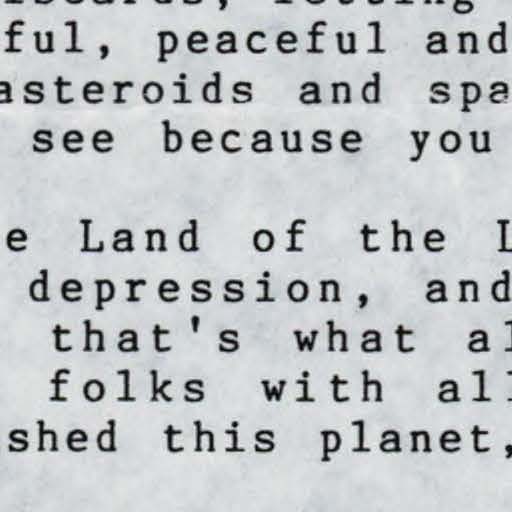 ful, peaceful and
asteroids and spa
see because you
e Land of the L
depression, and
that's what al
folks with all
shed this planet,